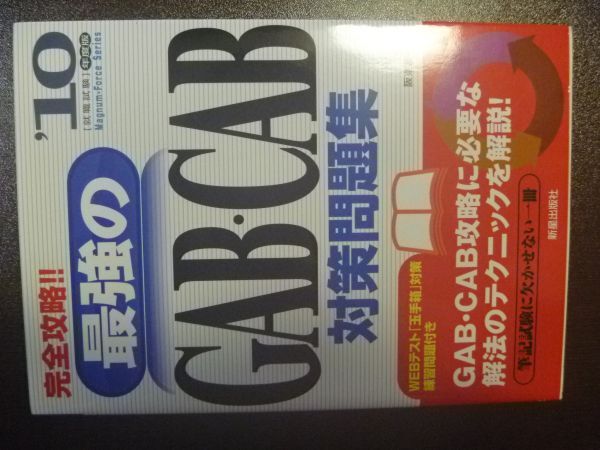 '10
[就職試験]年度版
Magnum・Force Series
完全攻略!!
最強の
GAB・CAB
対策問題集
WEBテスト「玉手箱」対策
練習問題付き
GAB・CAB攻略に必要な
解法のテクニックを解説!
筆記試験に欠かせない一冊
新星出版社